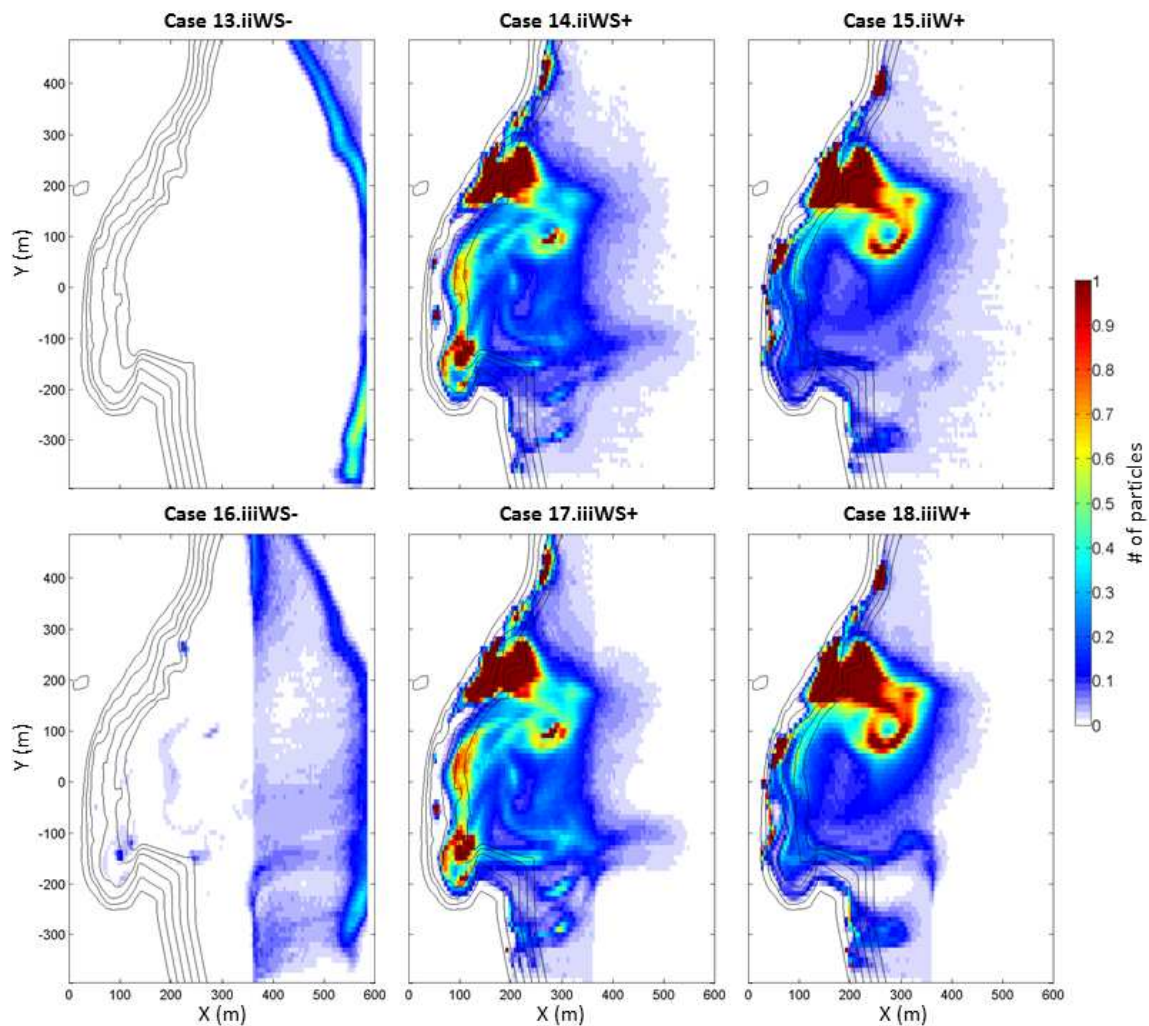 Case 13.iiWS-
Case 14.iiWS+
Case 15.iiW+
Y (m)
400
300
200
100
0
-100
-200
-300
Case 16.iiiWS-
Case 17.iiiWS+
Case 18.iiiW+
Y (m)
400
300
200
100
0
-100
-200
-300
0 100 200 300 400 500 600
0 100 200 300 400 500 600
0 100 200 300 400 500 600
X (m)
X (m)
X (m)
1
0.9
0.8
0.7
0.6
0.5
0.4
0.3
0.2
0.1
0
# of particles